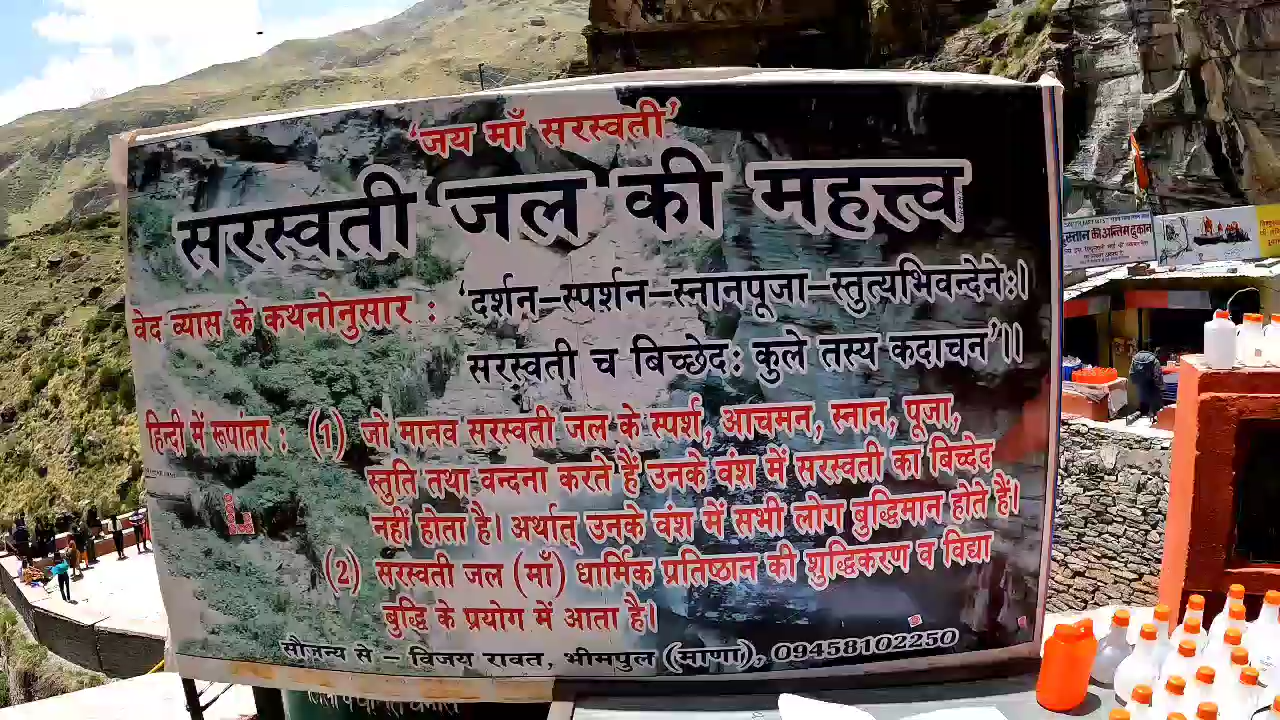 ‘जय माँ सरस्वती’
सरस्वती जल की महत्त्व
वेद व्यास के कथनोनुसार : ‘दर्शन–स्पर्शन–स्नानपूजा–स्तुत्यभिवन्देनेः।
सरस्वती च बिच्छेदः कुले तस्य कदाचन’।।
हिन्दी में रूपांतर : (1) जो मानव सरस्वती जल के स्पर्श, आचमन, स्नान, पूजा,
स्तुति तथा वन्दना करते हैं उनके वंश में सरस्वती का बिच्देद
नहीं होता है। अर्थात् उनके वंश में सभी लोग बुद्धिमान होते हैं।
(2) सरस्वती जल (माँ) धार्मिक प्रतिष्ठान की शुद्धिकरण व विद्या
बुद्धि के प्रयोग में आता है।
सौजन्य से – विजय रावत, भीमपुल (माणा), 09458102250
स्तान की अन्तिम दुकान